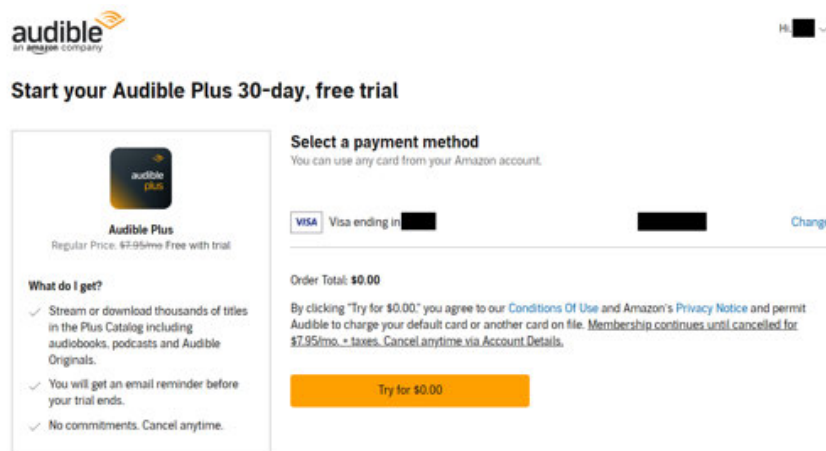 audible
an amazon company
Hi,
Start your Audible Plus 30-day, free trial
audible
plus
Audible Plus
Regular Price. $7.95/mo Free with trial
What do I get?
Stream or download thousands of titles
in the Plus Catalog including
audiobooks, podcasts and Audible
Originals.
You will get an email reminder before
your trial ends.
No commitments. Cancel anytime.
Select a payment method
You can use any card from your Amazon account.
VISA Visa ending in Change
Order Total: $0.00
By clicking "Try for $0.00," you agree to our Conditions Of Use and Amazon's Privacy Notice and permit
Audible to charge your default card or another card on file. Membership continues until cancelled for
$7.95/mo. + taxes. Cancel anytime via Account Details.
Try for $0.00